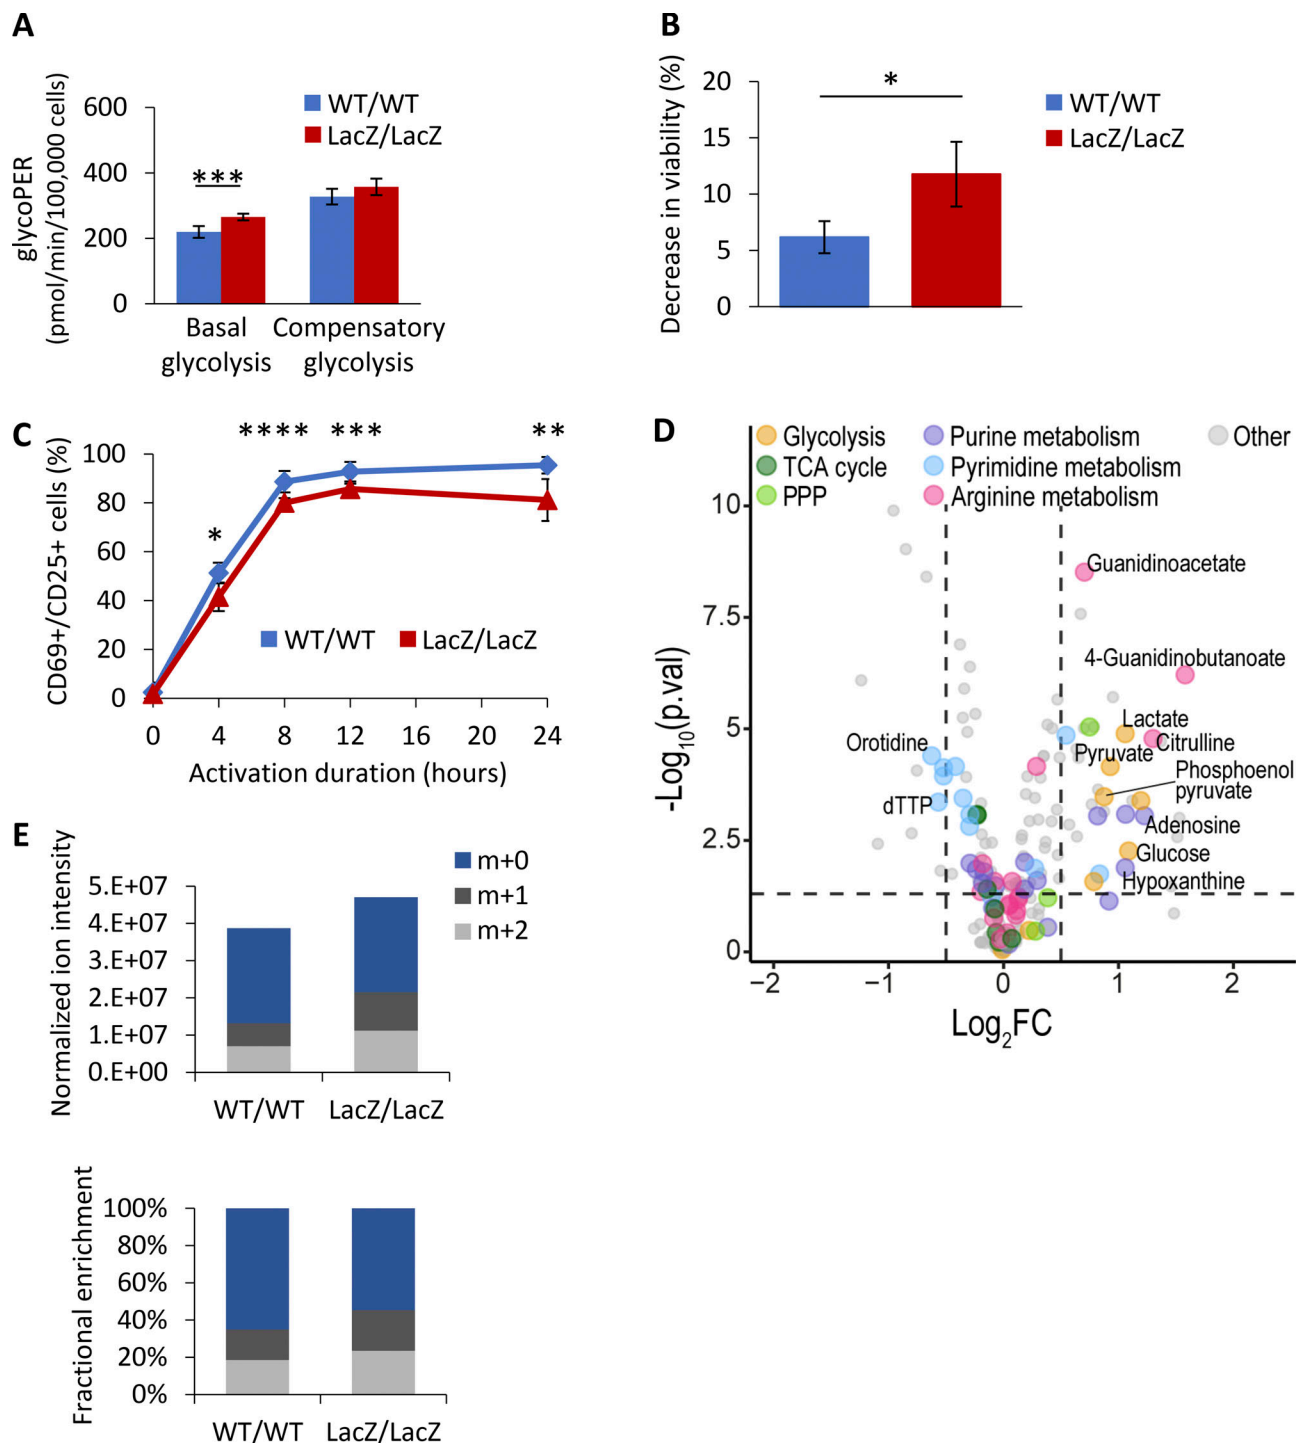 A
glycoPER
(pmol/min/100,000 cells)
600
400
200
0
WT/WT
LacZ/LacZ
***
Basal
glycolysis
Compensatory
glycolysis
B
Decrease in viability (%)
20
15
10
5
0
*
WT/WT
LacZ/LacZ
C
CD69+/CD25+ cells (%)
100
80
60
40
20
0
*
****
***
**
WT/WT
LacZ/LacZ
0 4 8 12 16 20 24
Activation duration (hours)
D
Glycolysis
TCA cycle
PPP
Purine metabolism
Pyrimidine metabolism
Arginine metabolism
Other
-Log10(p.val)
10
7.5
5
2.5
0
Guanidinoacetate
4-Guanidinobutanoate
Lactate
Citrulline
Pyruvate
Phosphoenol
pyruvate
Orotidine
dTTP
Adenosine
Glucose
Hypoxanthine
−2 −1 0 1 2
Log2FC
E
Normalized ion intensity
5.E+07
4.E+07
3.E+07
2.E+07
1.E+07
0.E+00
m+0
m+1
m+2
WT/WT LacZ/LacZ
Fractional enrichment
100%
80%
60%
40%
20%
0%
WT/WT LacZ/LacZ